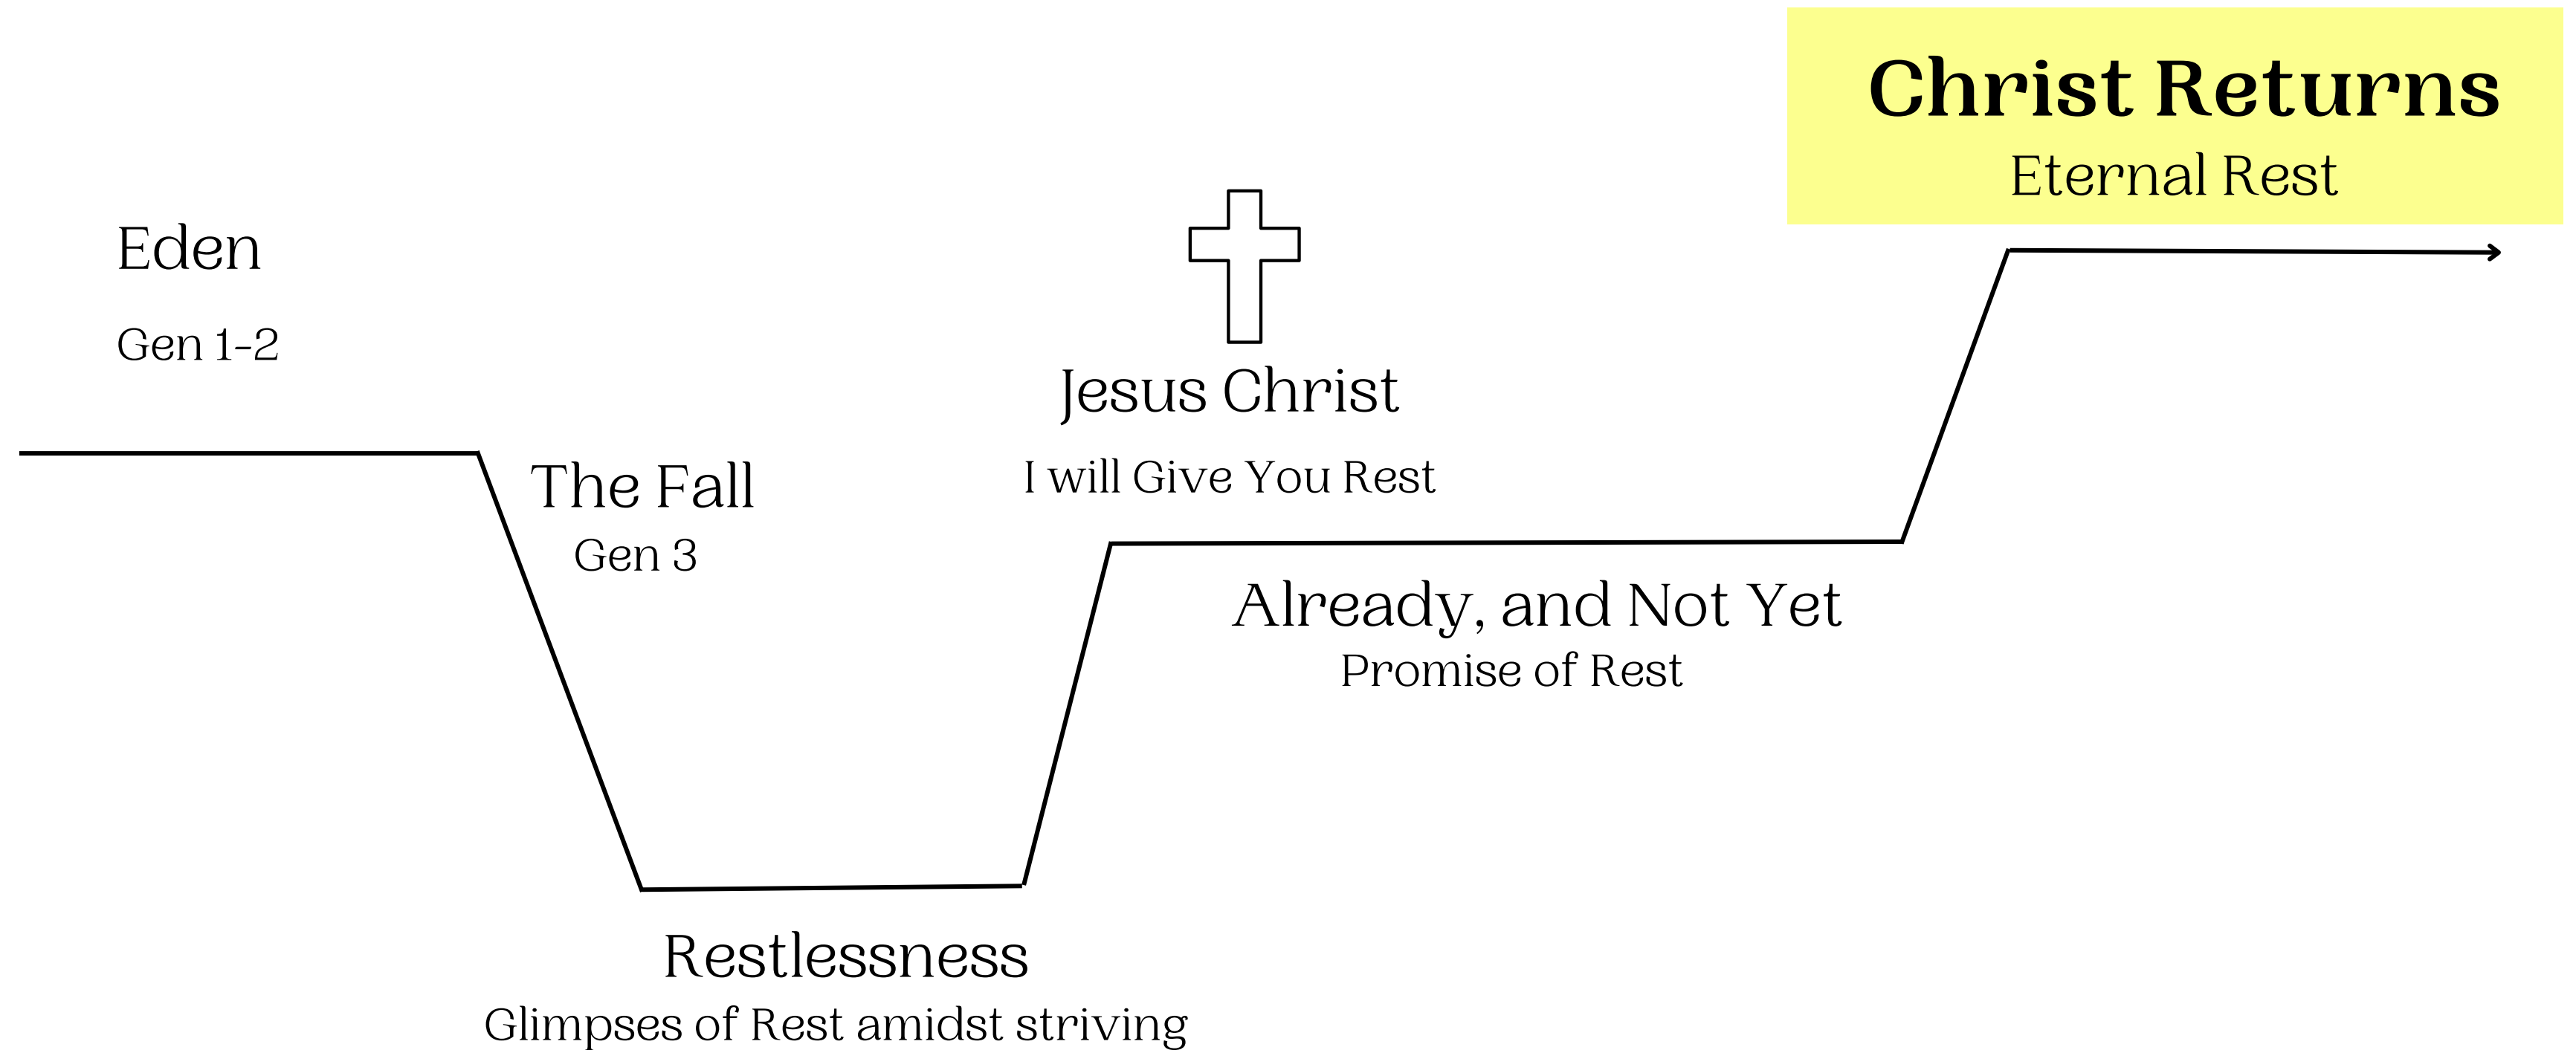 Eden
Gen 1-2
The Fall
Gen 3
Restlessness
Glimpses of Rest amidst striving
Jesus Christ
I will Give You Rest
Already, and Not Yet
Promise of Rest
Christ Returns
Eternal Rest